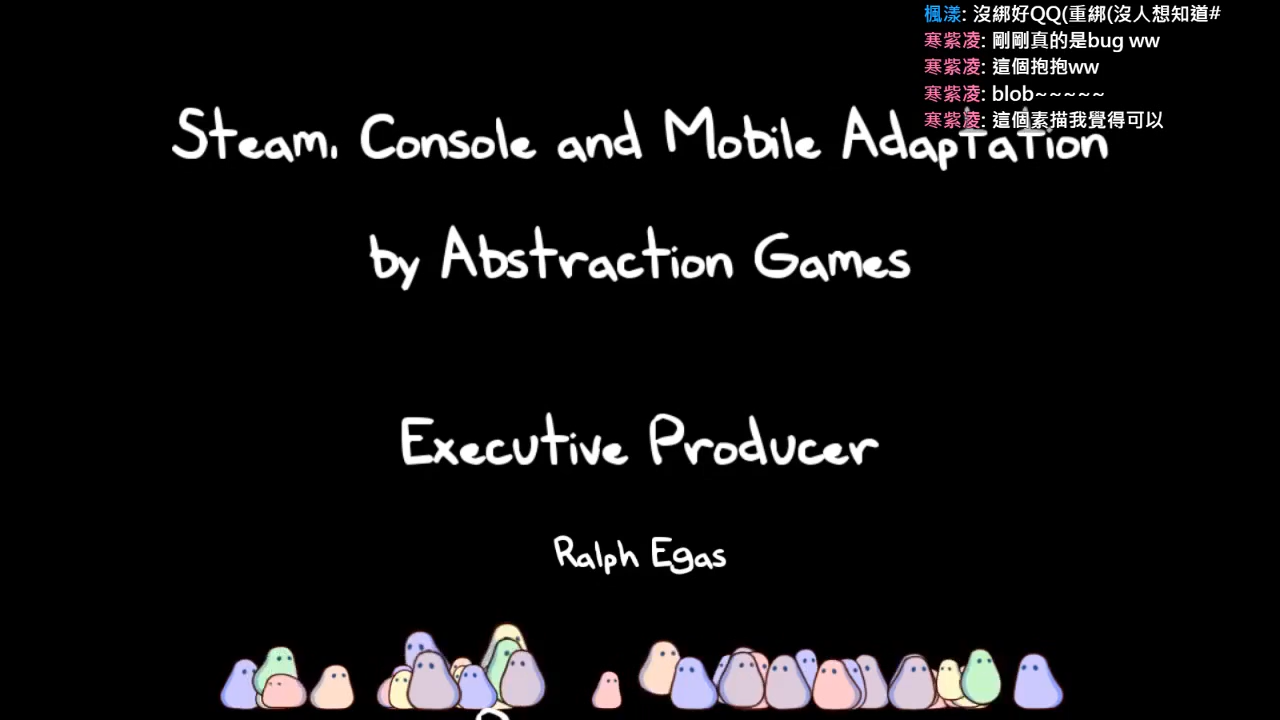 楓漾: 沒綁好QQ(重綁(沒人想知道#
寒紫凌: 剛剛真的是bug ww
寒紫凌: 這個抱抱ww
寒紫凌: blob~~~~~
寒紫凌: 這個素描我覺得可以
Steam, Console and Mobile Adaptation
by Abstraction Games
Executive Producer
Ralph Egas